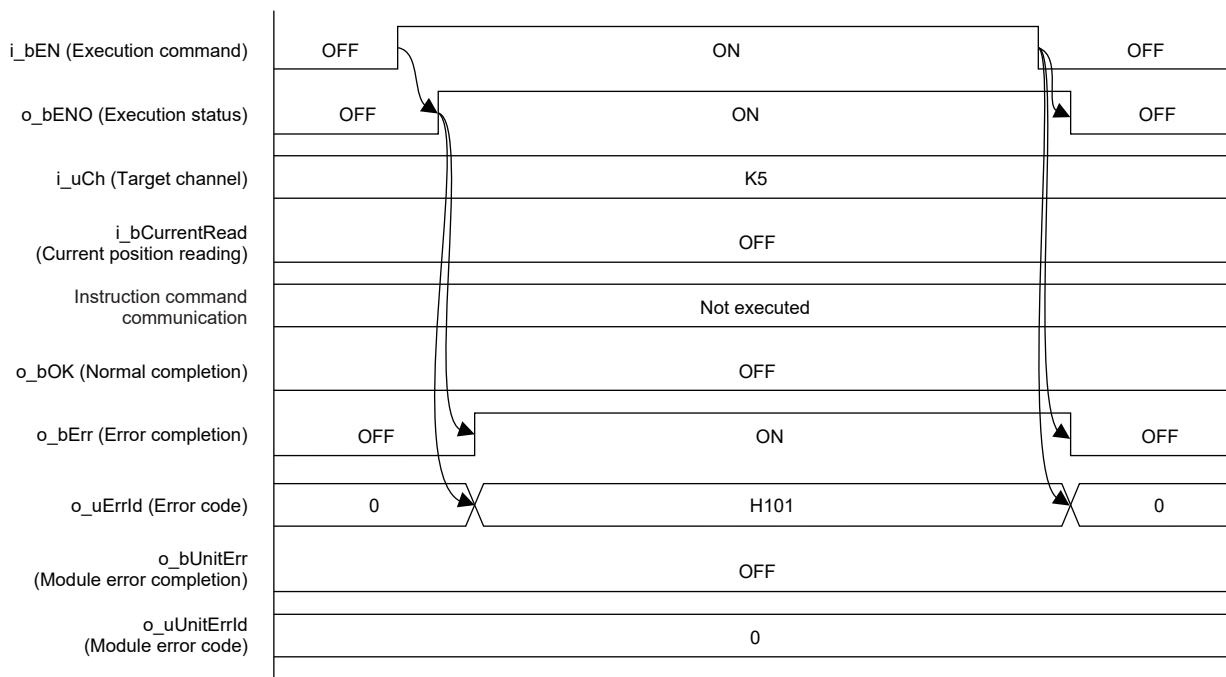 i_bEN (Execution command)
OFF
ON
OFF
o_bENO (Execution status)
OFF
ON
OFF
i_uCh (Target channel)
K5
i_bCurrentRead
(Current position reading)
OFF
Instruction command
communication
Not executed
o_bOK (Normal completion)
OFF
o_bErr (Error completion)
OFF
ON
OFF
o_uErrId (Error code)
0
H101
0
o_bUnitErr
(Module error completion)
OFF
o_uUnitErrId
(Module error code)
0